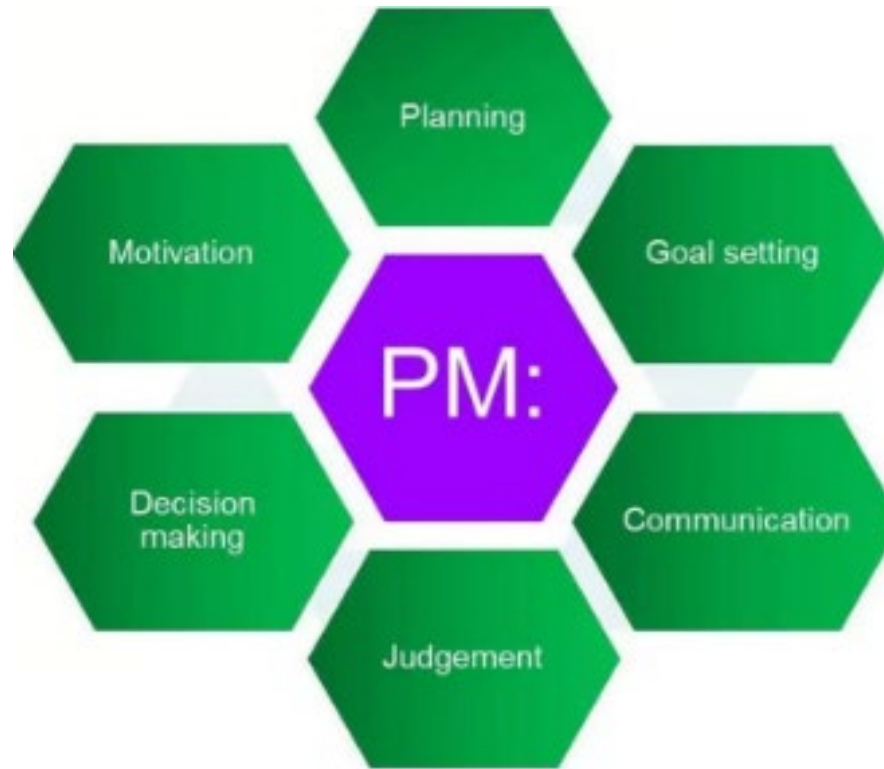 Planning
Motivation
Goal setting
PM:
Decision
making
Communication
Judgement